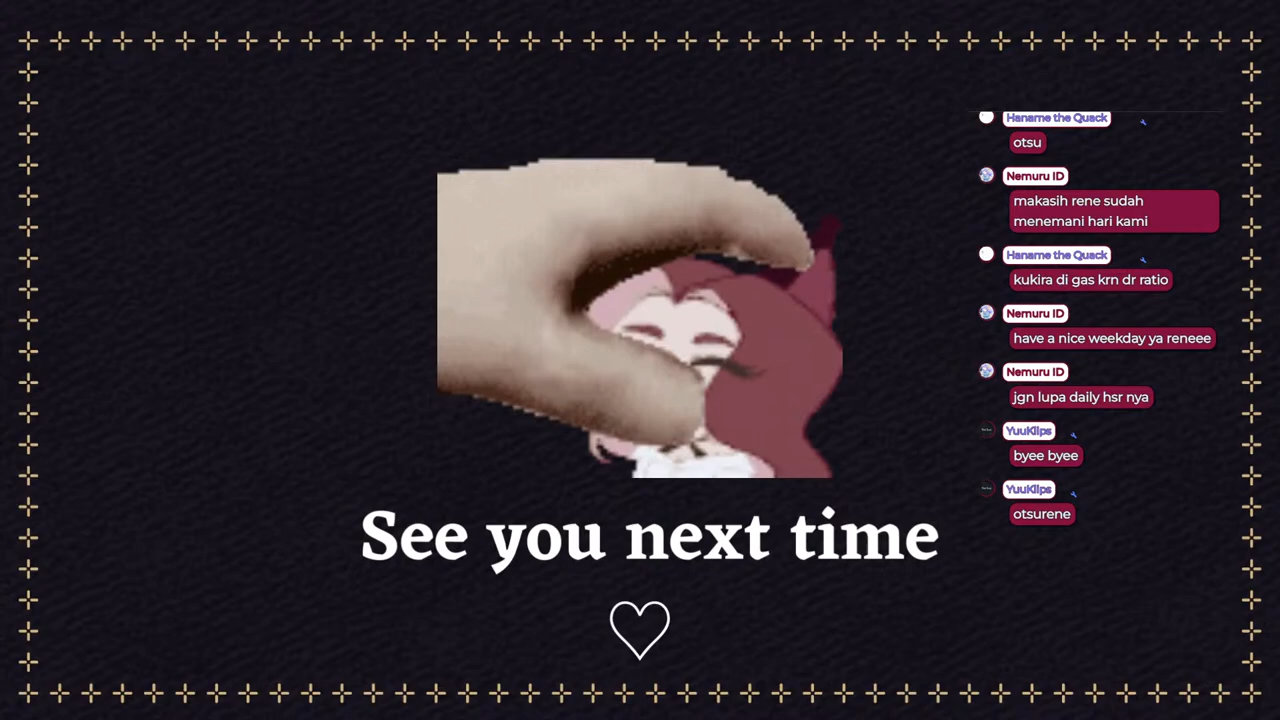 Haname the Quack
otsu
Nemuru ID
makasih rene sudah
menemani hari kami
Haname the Quack
kukira di gas krn dr ratio
Nemuru ID
have a nice weekday ya reneee
Nemuru ID
jgn lupa daily hsr nya
YuuKlips
byee byee
YuuKlips
otsurene
See you next time